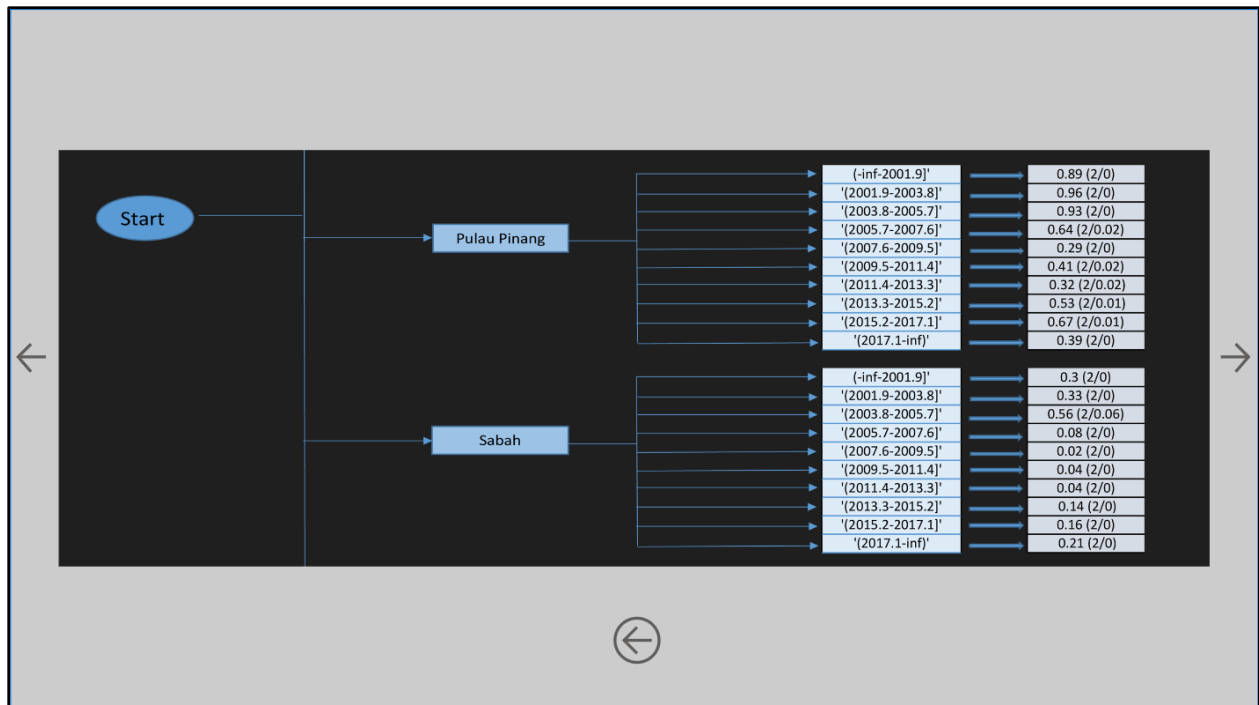 Start
Pulau Pinang
(-inf-2001.9]' 0.89 (2/0)
'(2001.9-2003.8]' 0.96 (2/0)
'(2003.8-2005.7]' 0.93 (2/0)
'(2005.7-2007.6]' 0.64 (2/0.02)
'(2007.6-2009.5]' 0.29 (2/0)
'(2009.5-2011.4]' 0.41 (2/0.02)
'(2011.4-2013.3]' 0.32 (2/0.02)
'(2013.3-2015.2]' 0.53 (2/0.01)
'(2015.2-2017.1]' 0.67 (2/0.01)
'(2017.1-inf)' 0.39 (2/0)
Sabah
(-inf-2001.9]' 0.3 (2/0)
'(2001.9-2003.8]' 0.33 (2/0)
'(2003.8-2005.7]' 0.56 (2/0.06)
'(2005.7-2007.6]' 0.08 (2/0)
'(2007.6-2009.5]' 0.02 (2/0)
'(2009.5-2011.4]' 0.04 (2/0)
'(2011.4-2013.3]' 0.04 (2/0)
'(2013.3-2015.2]' 0.14 (2/0)
'(2015.2-2017.1]' 0.16 (2/0)
'(2017.1-inf)' 0.21 (2/0)